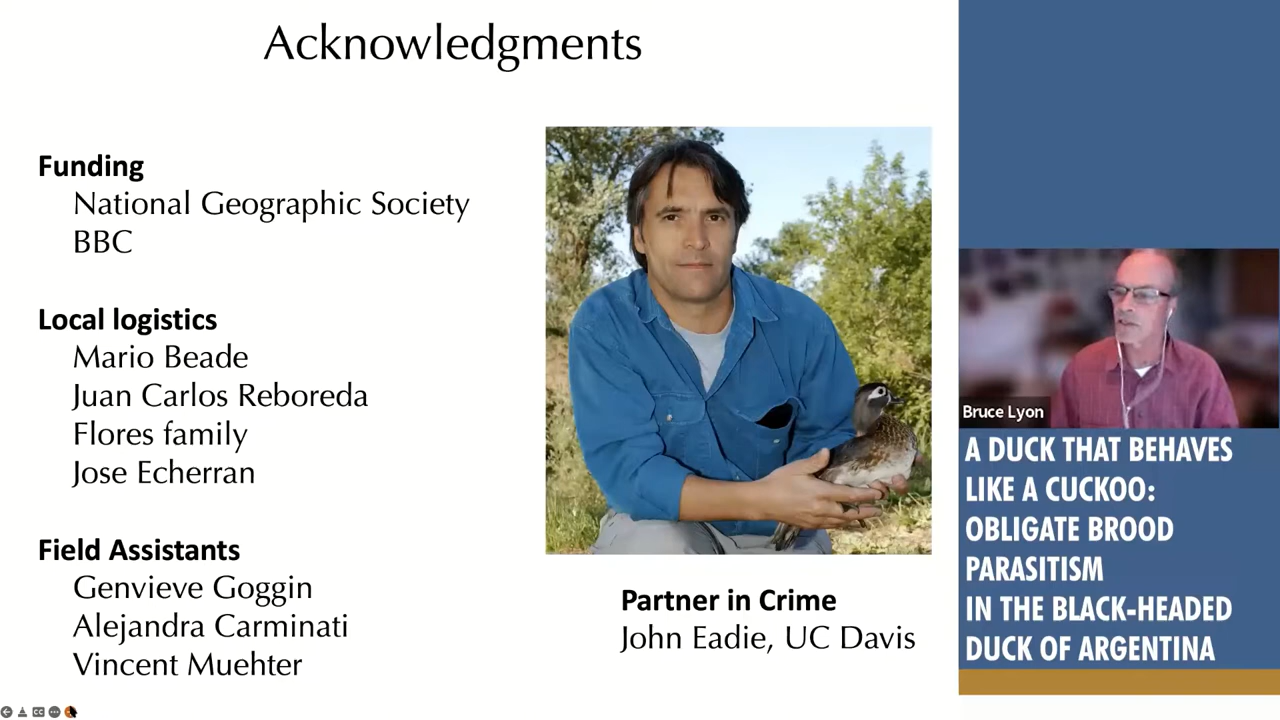 Acknowledgments
Funding
National Geographic Society
BBC
Local logistics
Mario Beade
Juan Carlos Reboreda
Flores family
Jose Echerran
Field Assistants
Genvieve Goggin
Alejandra Carminati
Vincent Muehter
Partner in Crime
John Eadie, UC Davis
Bruce Lyon
A DUCK THAT BEHAVES
LIKE A CUCKOO:
OBLIGATE BROOD
PARASITISM
IN THE BLACK-HEADED
DUCK OF ARGENTINA
CC